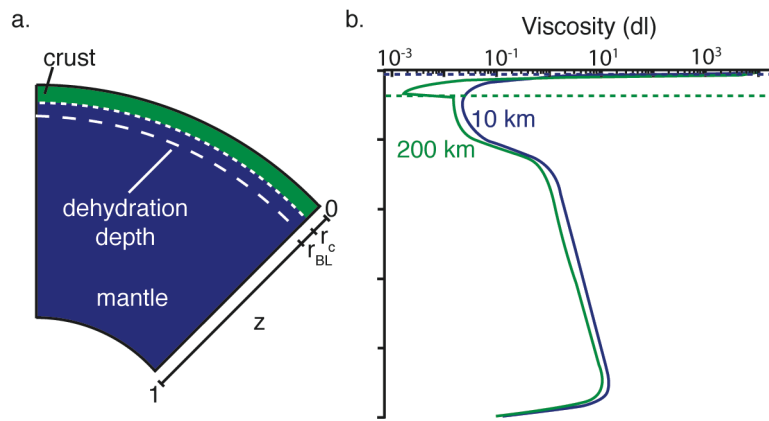 a.
crust
dehydration
depth
mantle
0
r_c
r_BL
z
1
b.
Viscosity (dl)
10^-3 10^-1 10^1 10^3
10 km
200 km